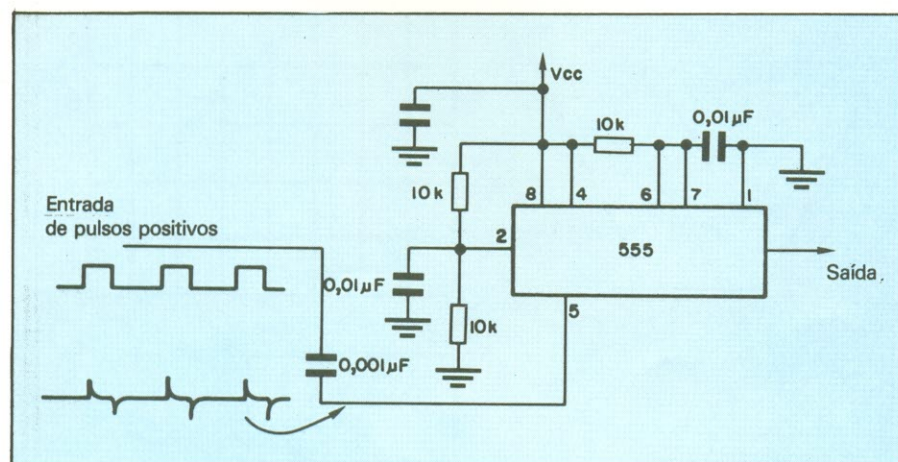 Vcc
0,01µF
10k
10k
8
4
6
7
1
Entrada
de pulsos positivos
2
555
Saída
0,01µF
10k
5
0,001µF